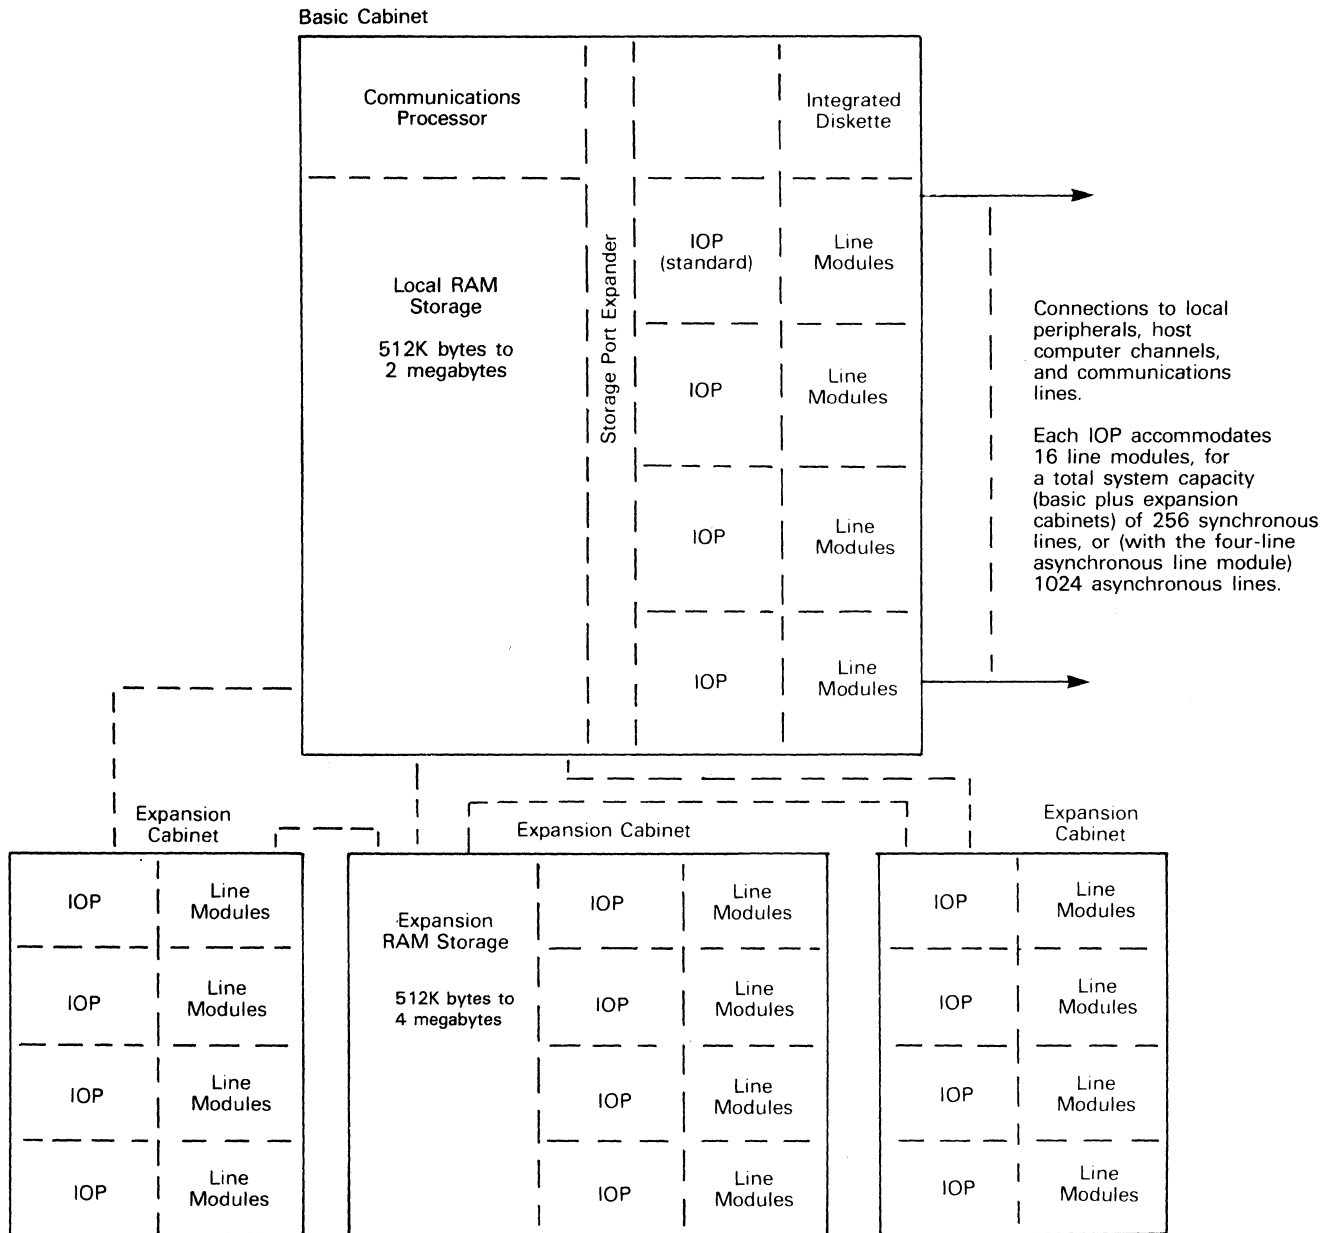 Basic Cabinet
Communications
Processor
Integrated
Diskette
Local RAM
Storage
512K bytes to
2 megabytes
Storage Port Expander
IOP
(standard)
Line
Modules
IOP
Line
Modules
IOP
Line
Modules
IOP
Line
Modules
Connections to local
peripherals, host
computer channels,
and communications
lines.
Each IOP accommodates
16 line modules, for
a total system capacity
(basic plus expansion
cabinets) of 256 synchronous
lines, or (with the four-line
asynchronous line module)
1024 asynchronous lines.
Expansion
Cabinet
IOP
Line
Modules
IOP
Line
Modules
IOP
Line
Modules
IOP
Line
Modules
Expansion Cabinet
Expansion
RAM Storage
512K bytes to
4 megabytes
IOP
Line
Modules
IOP
Line
Modules
IOP
Line
Modules
IOP
Line
Modules
Expansion
Cabinet
IOP
Line
Modules
IOP
Line
Modules
IOP
Line
Modules
IOP
Line
Modules